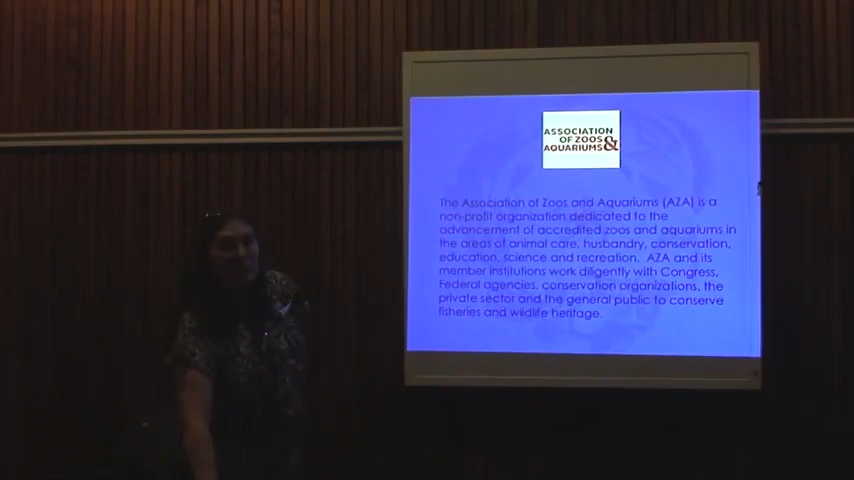 ASSOCIATION
OF ZOOS
AQUARIUMS &
The Association of Zoos and Aquariums (AZA) is a
non-profit organization dedicated to the
advancement of accredited zoos and aquariums in
the areas of animal care, husbandry, conservation,
education, science and recreation. AZA and its
member institutions work diligently with Congress,
Federal agencies, conservation organizations, the
private sector and the general public to conserve
fisheries and wildlife heritage.